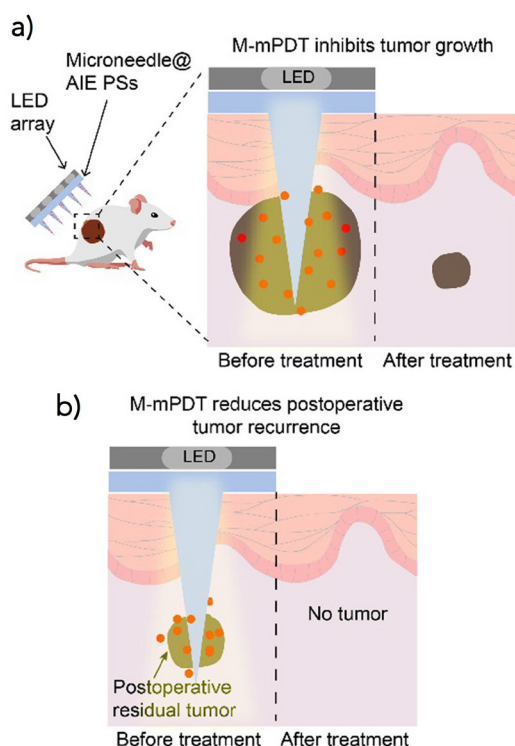 a)
M-mPDT inhibits tumor growth
Microneedle@
AIE PSs
LED
array
LED
Before treatment
After treatment
b)
M-mPDT reduces postoperative
tumor recurrence
LED
No tumor
Postoperative
residual tumor
Before treatment
After treatment